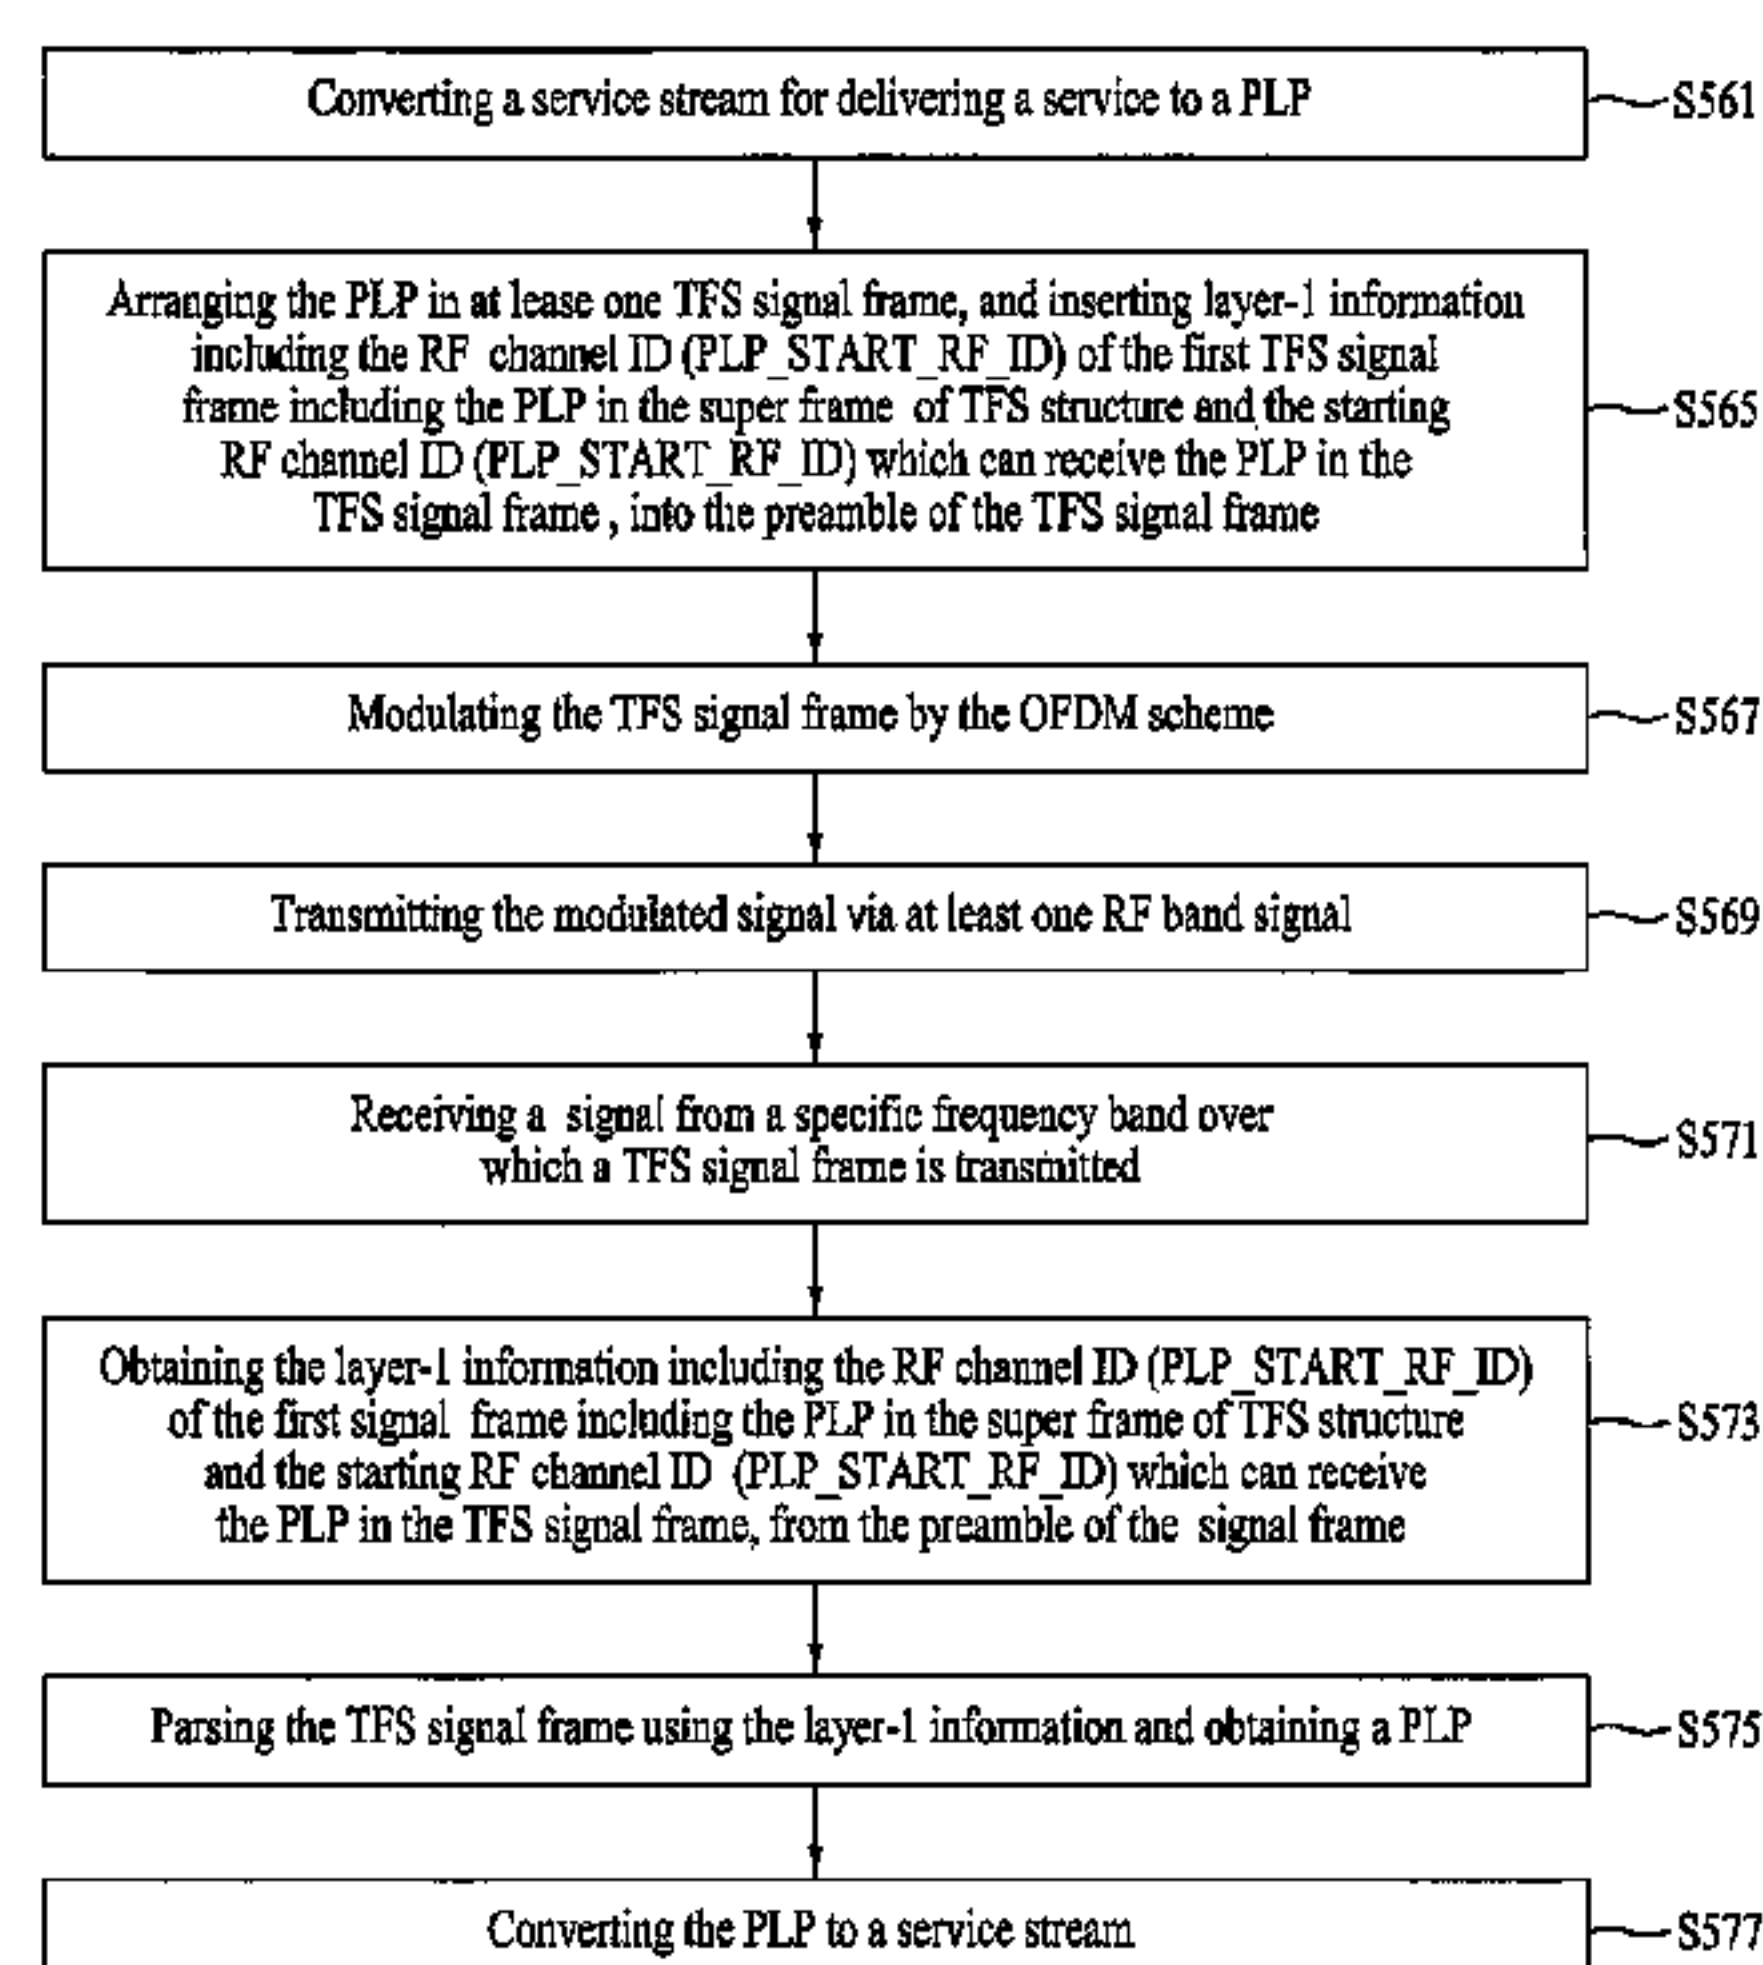 Converting a service stream for delivering a service to a PLP
S561
Arranging the PLP in at lease one TFS signal frame, and inserting layer-1 information
including the RF channel ID (PLP_START_RF_ID) of the first TFS signal
frame including the PLP in the super frame of TFS structure and the starting
RF channel ID (PLP_START_RF_ID) which can receive the PLP in the
TFS signal frame, into the preamble of the TFS signal frame
S565
Modulating the TFS signal frame by the OFDM scheme
S567
Transmitting the modulated signal via at least one RF band signal
S569
Receiving a signal from a specific frequency band over
which a TFS signal frame is transmitted
S571
Obtaining the layer-1 information including the RF channel ID (PLP_START_RF_ID)
of the first signal frame including the PLP in the super frame of TFS structure
and the starting RF channel ID (PLP_START_RF_ID) which can receive
the PLP in the TFS signal frame, from the preamble of the signal frame
S573
Parsing the TFS signal frame using the layer-1 information and obtaining a PLP
S575
Converting the PLP to a service stream
S577